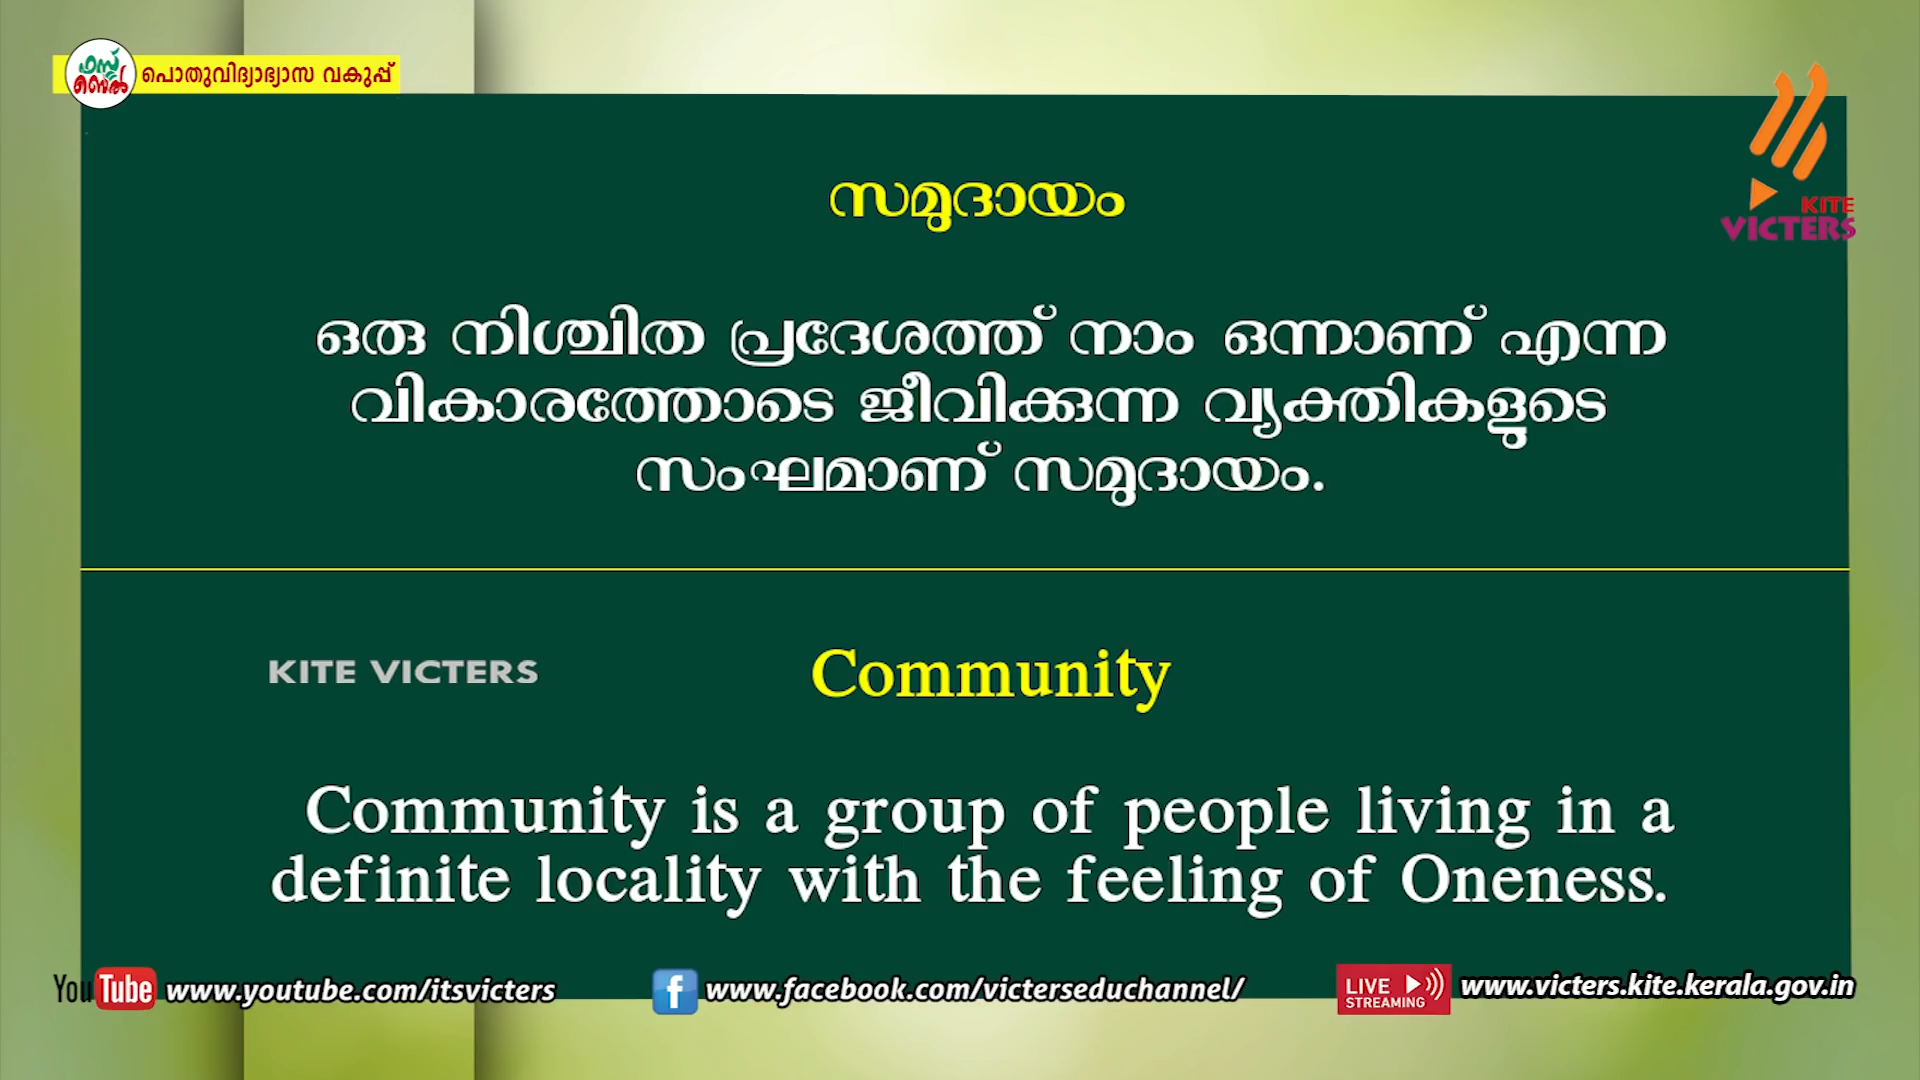 ഫസ്റ്റ്
ബെൽ
പൊതുവിദ്യാഭ്യാസ വകുപ്പ്
KITE
VICTERS
സമുദായം
ഒരു നിശ്ചിത പ്രദേശത്ത് നാം ഒന്നാണ് എന്ന
വികാരത്തോടെ ജീവിക്കുന്ന വ്യക്തികളുടെ
സംഘമാണ് സമുദായം.
KITE VICTERS
Community
Community is a group of people living in a
definite locality with the feeling of Oneness.
YouTube www.youtube.com/itsvicters
f www.facebook.com/victerseduchannel/
LIVE
STREAMING
www.victers.kite.kerala.gov.in